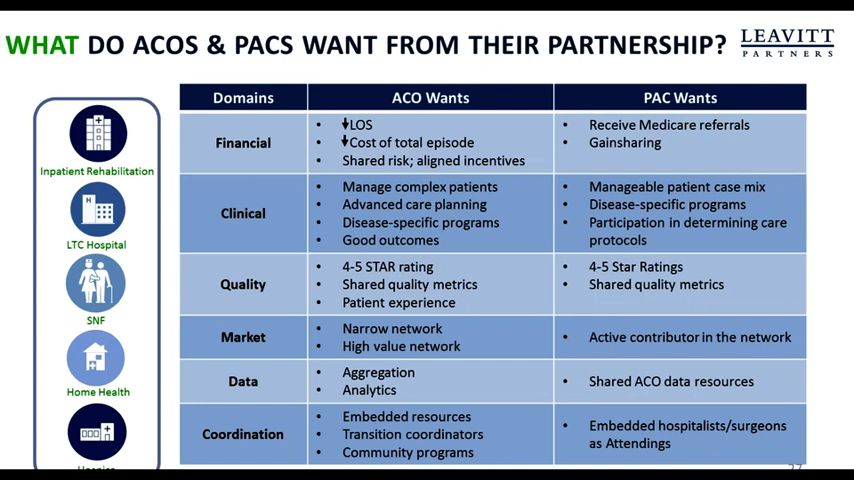 WHAT DO ACOS & PACS WANT FROM THEIR PARTNERSHIP?
LEAVITT
PARTNERS
Inpatient Rehabilitation
H
LTC Hospital
SNF
Home Health
Domains
ACO Wants
PAC Wants
Financial
• ↓LOS
• ↓Cost of total episode
• Shared risk; aligned incentives
• Receive Medicare referrals
• Gainsharing
Clinical
• Manage complex patients
• Advanced care planning
• Disease-specific programs
• Good outcomes
• Manageable patient case mix
• Disease-specific programs
• Participation in determining care
protocols
Quality
• 4-5 STAR rating
• Shared quality metrics
• Patient experience
• 4-5 Star Ratings
• Shared quality metrics
Market
• Narrow network
• High value network
• Active contributor in the network
Data
• Aggregation
• Analytics
• Shared ACO data resources
Coordination
• Embedded resources
• Transition coordinators
• Community programs
• Embedded hospitalists/surgeons
as Attendings